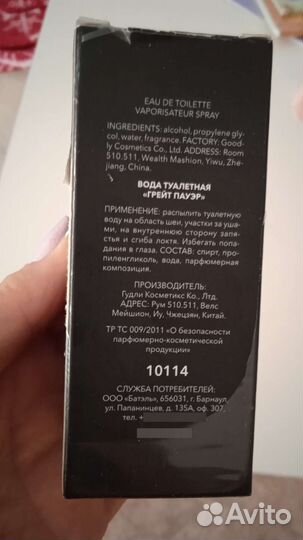 EAU DE TOILETTE
VAPORISATEUR SPRAY
INGREDIENTS: alcohol, propylene gly-
col, water, fragrance. FACTORY: Good-
ly Cosmetics Co., Ltd. ADDRESS: Room
510.511, Wealth Mashion, Yiwu, Zhe-
jiang, China.
ВОДА ТУАЛЕТНАЯ
«ГРЕЙТ ПАУЭР»
ПРИМЕНЕНИЕ: распылить туалетную
воду на область шеи, участки за уша-
ми, на внутреннюю сторону запя-
стья и сгиба локтя. Избегать попа-
дания в глаза. СОСТАВ: спирт, про-
пиленгликоль, вода, парфюмерная
композиция.
ПРОИЗВОДИТЕЛЬ:
Гудли Косметикс Ко., Лтд.
АДРЕС: Рум 510.511, Велс
Мейшион, Иу, Чжецзян, Китай.
ТР ТС 009/2011 «О безопасности
парфюмерно-косметической
продукции»
10114
СЛУЖБА ПОТРЕБИТЕЛЕЙ:
ООО «Батэль», 656031, г. Барнаул,
ул. Папанинцев, д. 135А, оф. 307,
тел. +
Avito